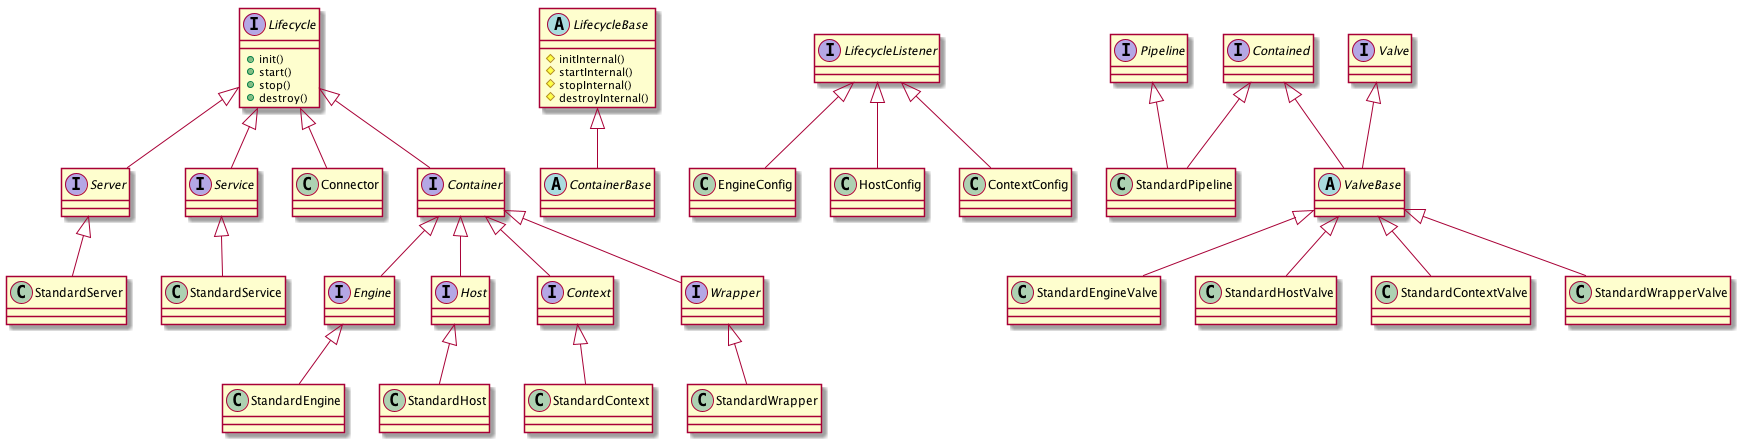 I Lifecycle
init()
start()
stop()
destroy()
A LifecycleBase
initInternal()
startInternal()
stopInternal()
destroyInternal()
I LifecycleListener
I Pipeline
I Contained
I Valve
I Server
I Service
C Connector
I Container
A ContainerBase
C EngineConfig
C HostConfig
C ContextConfig
C StandardPipeline
A ValveBase
C StandardServer
C StandardService
I Engine
I Host
I Context
I Wrapper
C StandardEngineValve
C StandardHostValve
C StandardContextValve
C StandardWrapperValve
C StandardEngine
C StandardHost
C StandardContext
C StandardWrapper